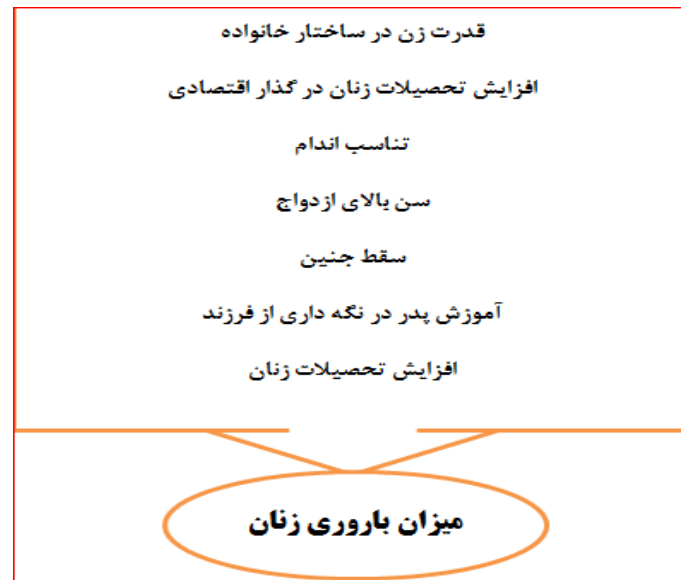 قدرت زن در ساختار خانواده
افزایش تحصیلات زنان در گذار اقتصادی
تناسب اندام
سن بالای ازدواج
سقط جنین
آموزش پدر در نگه داری از فرزند
افزایش تحصیلات زنان
میزان باروری زنان